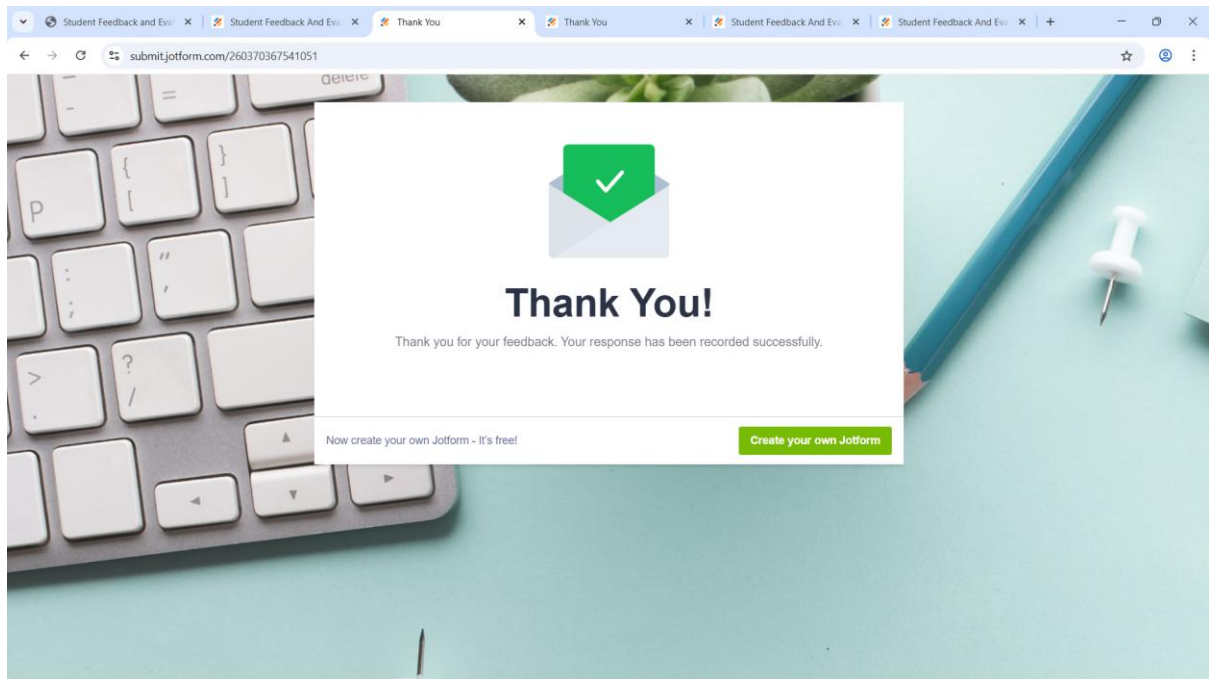 Student Feedback and Eval
Student Feedback And Eva
Thank You
Thank You
Student Feedback And Eva
Student Feedback And Eva
submit.jotform.com/260370367541051
delete
-
-
=
{
[
}
]
P
:
;
"
'
>
.
?
/
Thank You!
Thank you for your feedback. Your response has been recorded successfully.
Now create your own Jotform - It's free!
Create your own Jotform